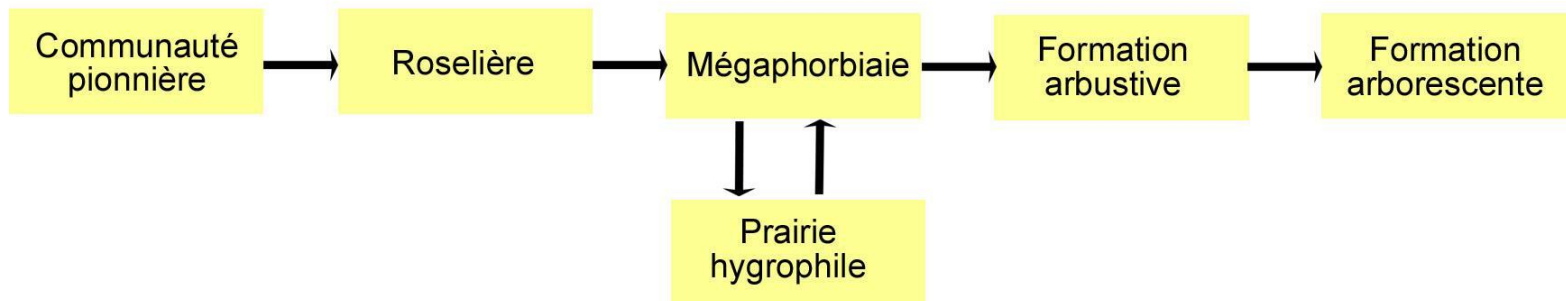 Communauté
pionnière
Roselière
Mégaphorbiaie
Formation
arbustive
Formation
arborescente
Prairie
hygrophile